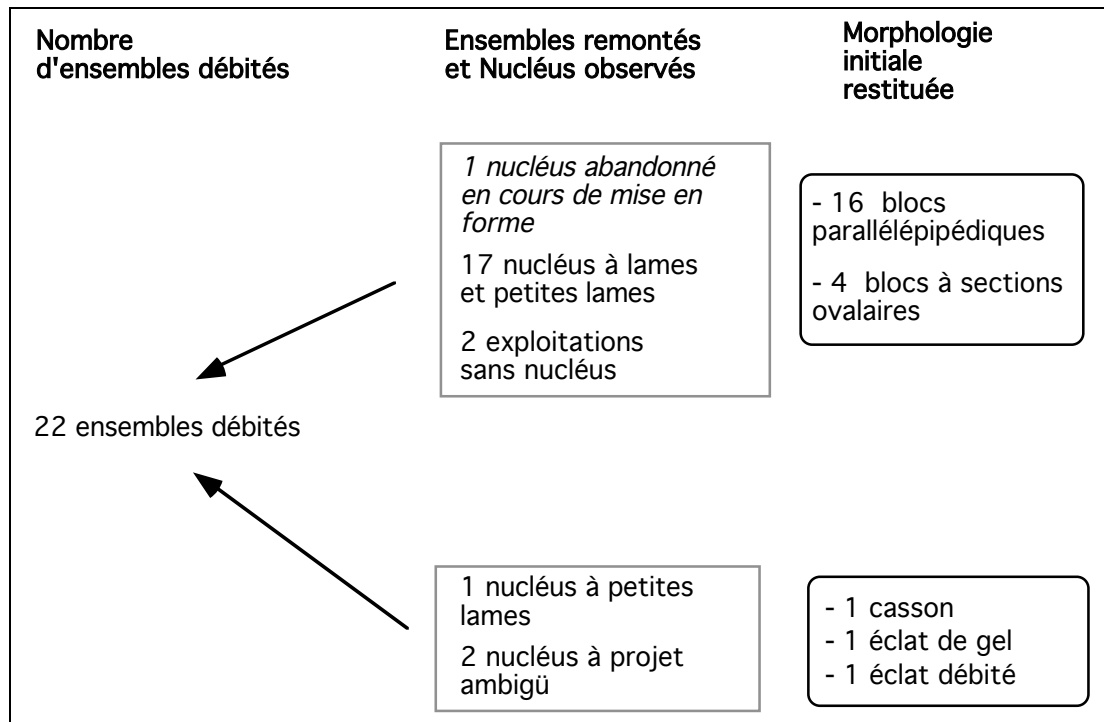 Nombre
d'ensembles débités
Ensembles remontés
et Nucléus observés
Morphologie
initiale
restituée
1 nucléus abandonné
en cours de mise en
forme
17 nucléus à lames
et petites lames
2 exploitations
sans nucléus
- 16 blocs
parallélépipédiques
- 4 blocs à sections
ovalaires
22 ensembles débités
1 nucléus à petites
lames
2 nucléus à projet
ambigü
- 1 casson
- 1 éclat de gel
- 1 éclat débité